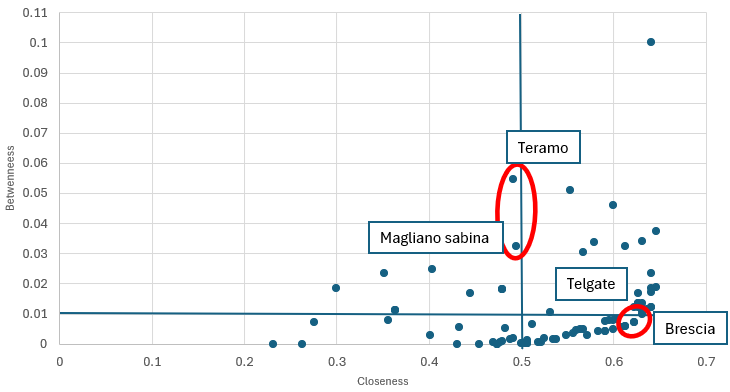 0.11
0.1
0.09
0.08
0.07
0.06
0.05
0.04
0.03
0.02
0.01
0
Betwenneess
Teramo
Magliano sabina
Telgate
Brescia
0 0.1 0.2 0.3 0.4 0.5 0.6 0.7
Closeness